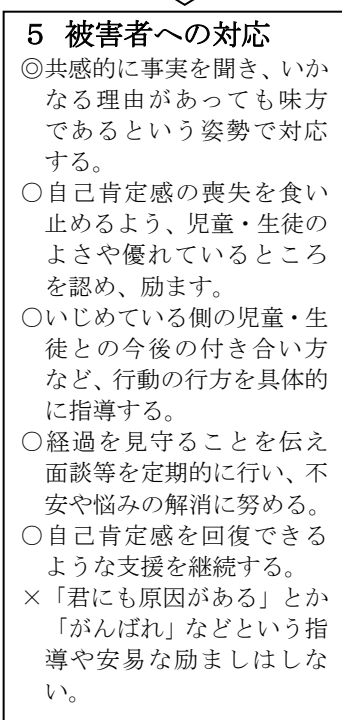 5 被害者への対応
◎共感的に事実を聞き、いか
なる理由があっても味方
であるという姿勢で対応
する。
○自己肯定感の喪失を食い
止めるよう、児童・生徒の
よさや優れているところ
を認め、励ます。
○いじめている側の児童・生
徒との今後の付き合い方
など、行動の行方を具体的
に指導する。
○経過を見守ることを伝え
面談等を定期的に行い、不
安や悩みの解消に努める。
○自己肯定感を回復できる
ような支援を継続する。
×「君にも原因がある」とか
「がんばれ」などという指
導や安易な励ましはしな
い。